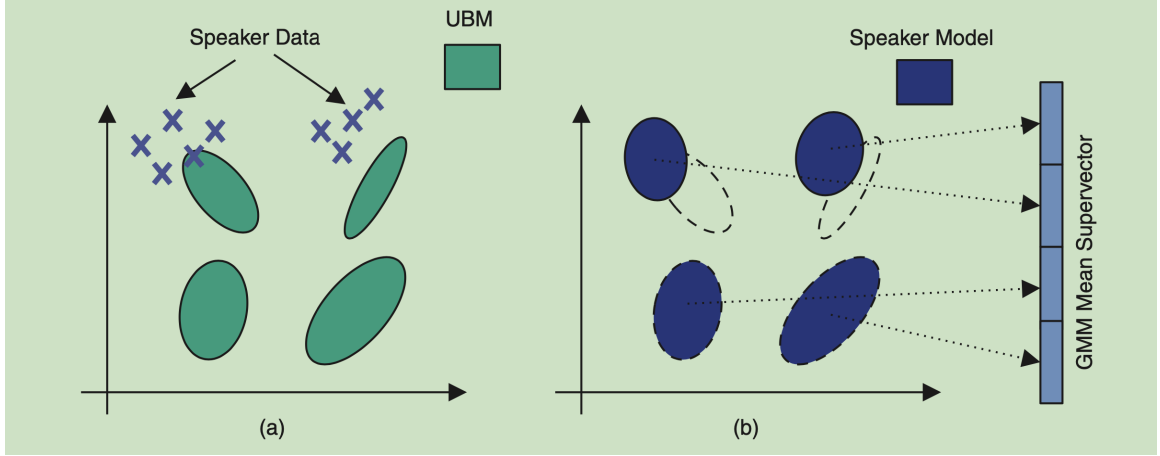 UBM
Speaker Data
Speaker Model
GMM Mean Supervector
(a)
(b)